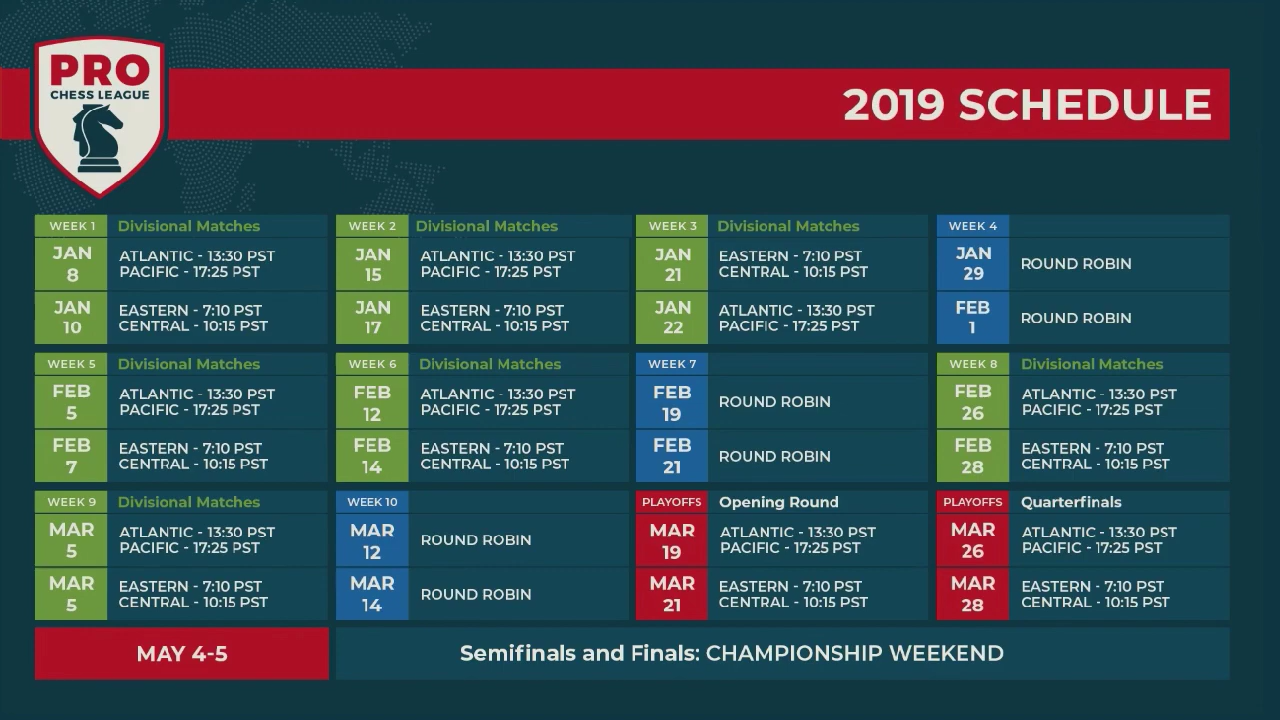 PRO
CHESS LEAGUE
2019 SCHEDULE
WEEK 1 Divisional Matches
JAN 8
ATLANTIC - 13:30 PST
PACIFIC - 17:25 PST
JAN 10
EASTERN - 7:10 PST
CENTRAL - 10:15 PST
WEEK 2 Divisional Matches
JAN 15
ATLANTIC - 13:30 PST
PACIFIC - 17:25 PST
JAN 17
EASTERN - 7:10 PST
CENTRAL - 10:15 PST
WEEK 3 Divisional Matches
JAN 21
EASTERN - 7:10 PST
CENTRAL - 10:15 PST
JAN 22
ATLANTIC - 13:30 PST
PACIFIC - 17:25 PST
WEEK 4
JAN 29
ROUND ROBIN
FEB 1
ROUND ROBIN
WEEK 5 Divisional Matches
FEB 5
ATLANTIC - 13:30 PST
PACIFIC - 17:25 PST
FEB 7
EASTERN - 7:10 PST
CENTRAL - 10:15 PST
WEEK 6 Divisional Matches
FEB 12
ATLANTIC - 13:30 PST
PACIFIC - 17:25 PST
FEB 14
EASTERN - 7:10 PST
CENTRAL - 10:15 PST
WEEK 7
FEB 19
ROUND ROBIN
FEB 21
ROUND ROBIN
WEEK 8 Divisional Matches
FEB 26
ATLANTIC - 13:30 PST
PACIFIC - 17:25 PST
FEB 28
EASTERN - 7:10 PST
CENTRAL - 10:15 PST
WEEK 9 Divisional Matches
MAR 5
ATLANTIC - 13:30 PST
PACIFIC - 17:25 PST
MAR 5
EASTERN - 7:10 PST
CENTRAL - 10:15 PST
WEEK 10
MAR 12
ROUND ROBIN
MAR 14
ROUND ROBIN
PLAYOFFS Opening Round
MAR 19
ATLANTIC - 13:30 PST
PACIFIC - 17:25 PST
MAR 21
EASTERN - 7:10 PST
CENTRAL - 10:15 PST
PLAYOFFS Quarterfinals
MAR 26
ATLANTIC - 13:30 PST
PACIFIC - 17:25 PST
MAR 28
EASTERN - 7:10 PST
CENTRAL - 10:15 PST
MAY 4-5
Semifinals and Finals: CHAMPIONSHIP WEEKEND